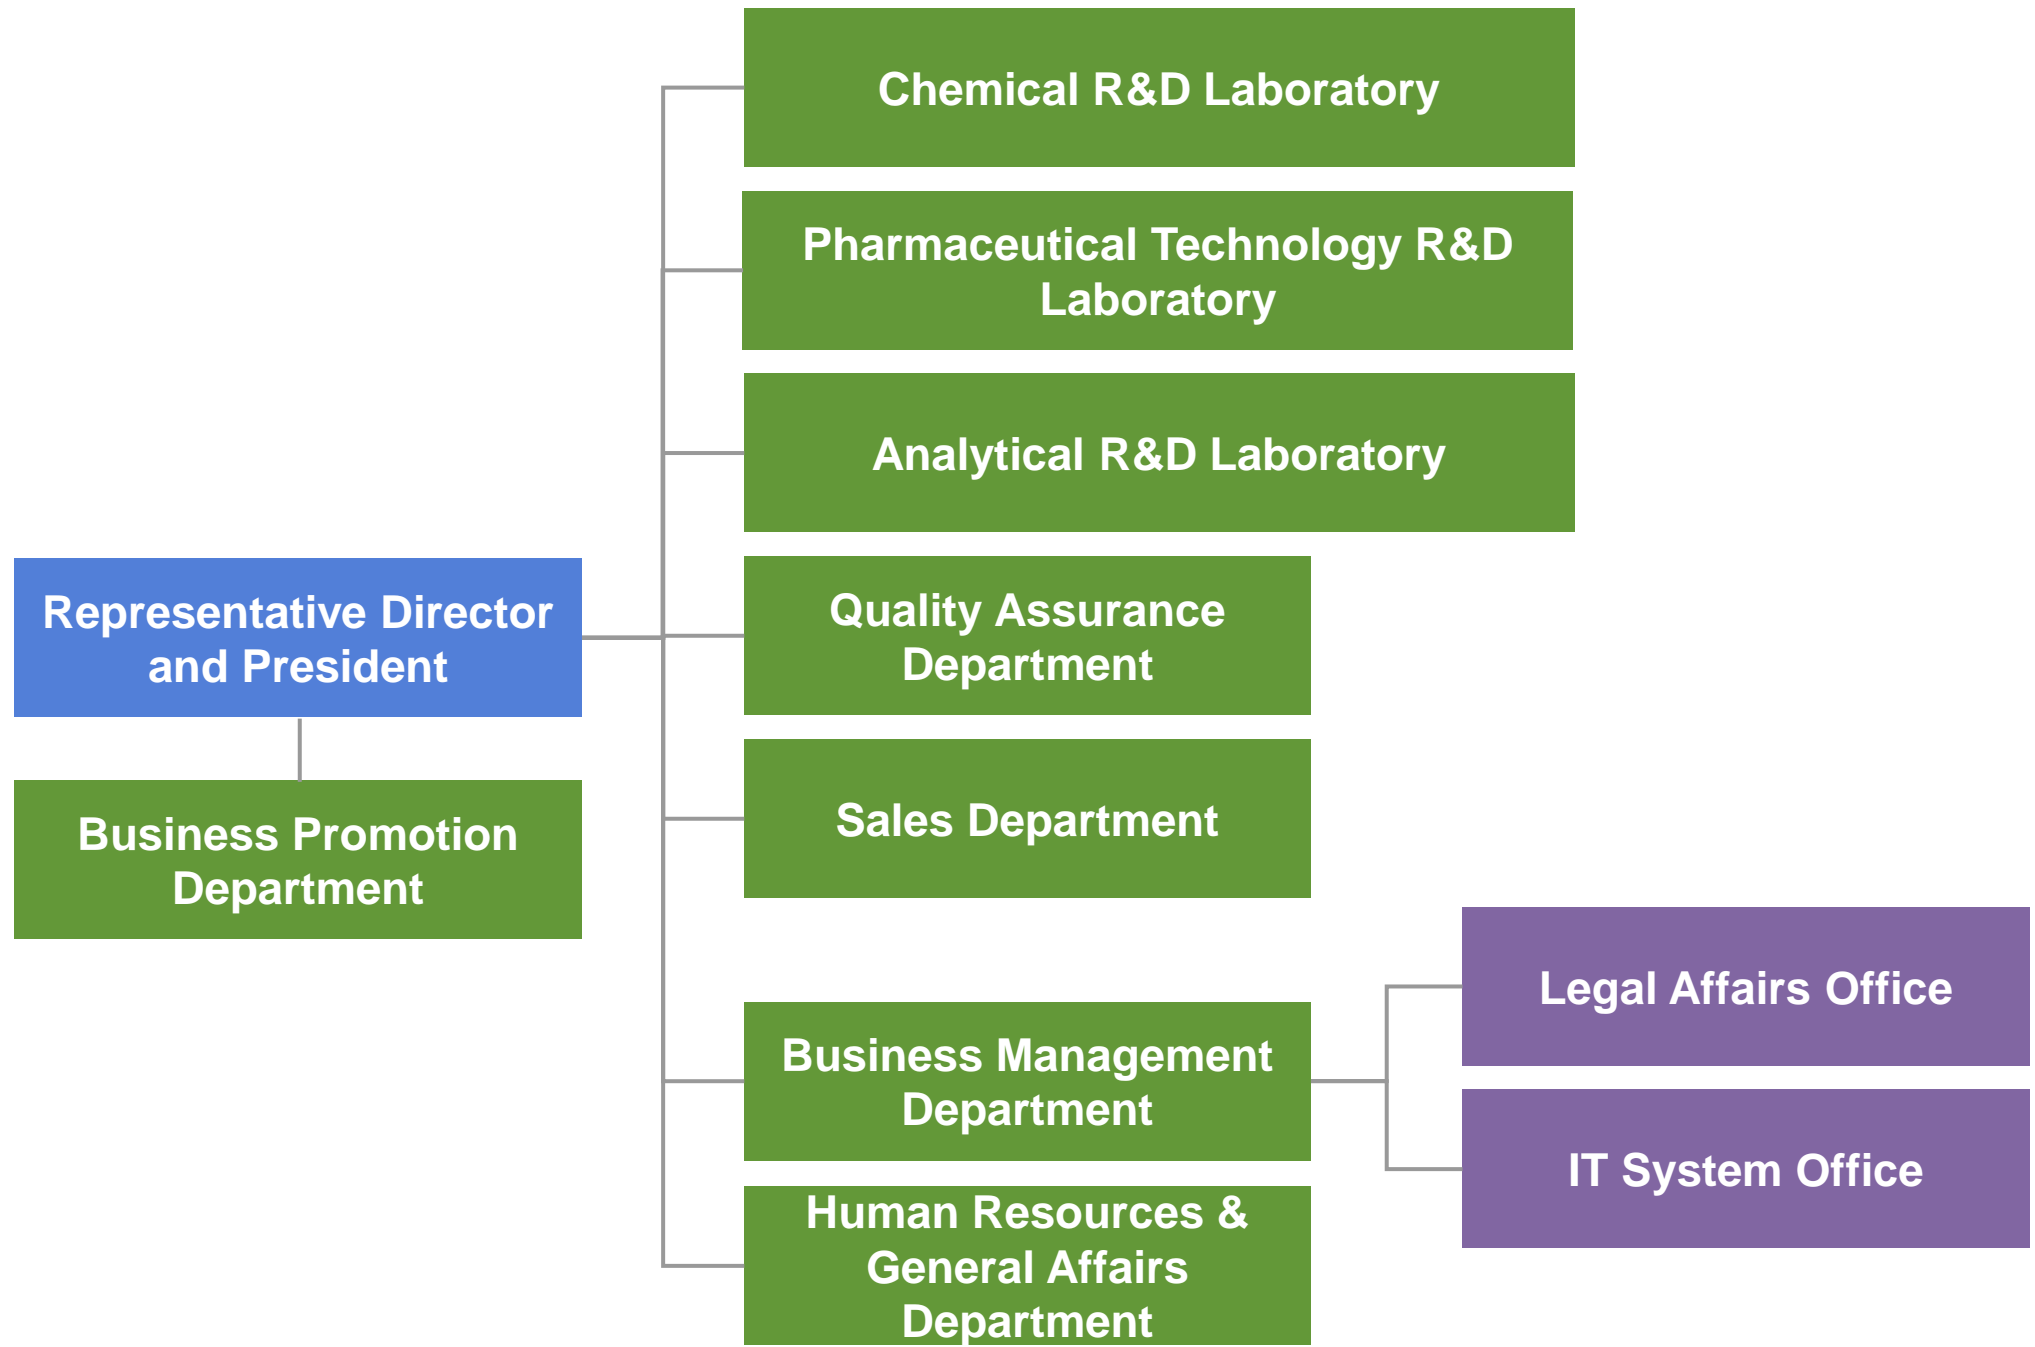 Chemical R&D Laboratory
Pharmaceutical Technology R&D
Laboratory
Analytical R&D Laboratory
Representative Director
and President
Quality Assurance
Department
Business Promotion
Department
Sales Department
Business Management
Department
Legal Affairs Office
IT System Office
Human Resources &
General Affairs
Department